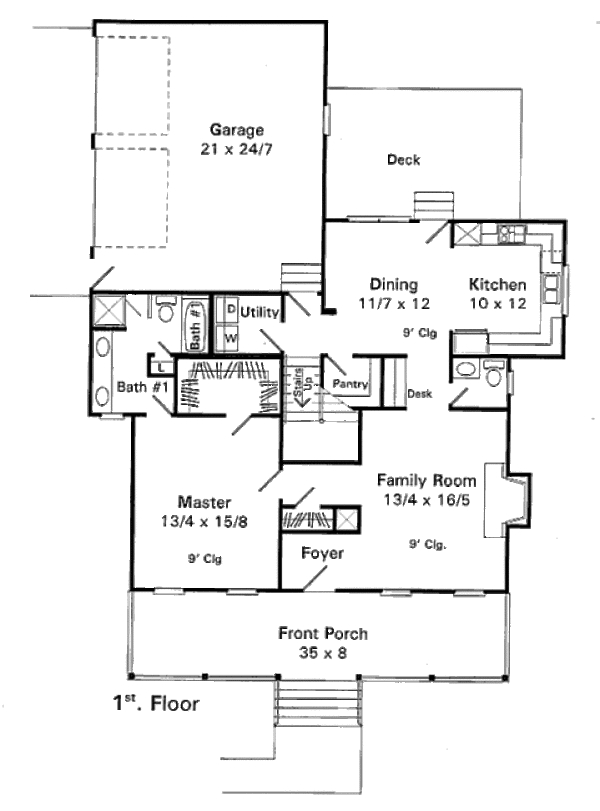 Garage
21 x 24/7
Deck
Dining
11/7 x 12
Kitchen
10 x 12
9' Clg
D
W
Utility
Bath #1
L
Bath #1
Stairs
Up
Pantry
Desk
Master
13/4 x 15/8
9' Clg
Family Room
13/4 x 16/5
9' Clg.
Foyer
Front Porch
35 x 8
1st. Floor